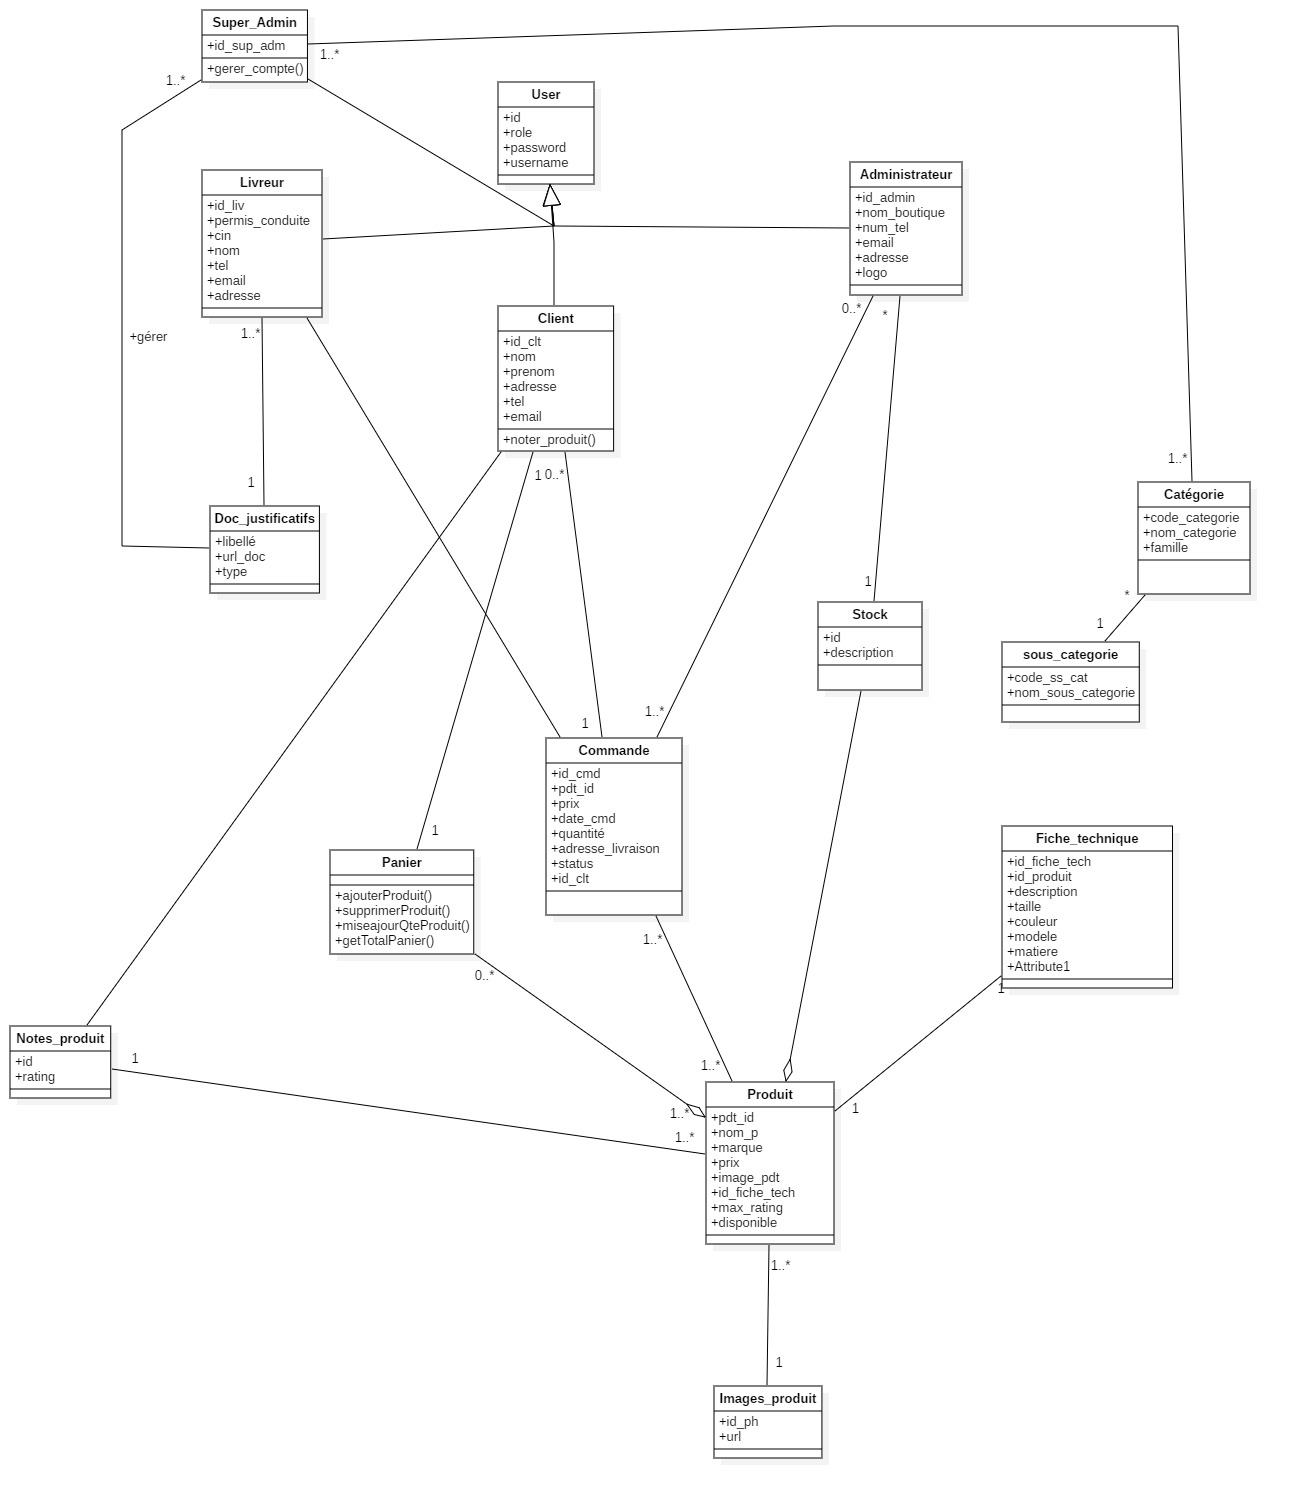 Super_Admin
+id_sup_adm
+gerer_compte()
1..*
1..*
User
+id
+role
+password
+username
Livreur
+id_liv
+permis_conduite
+cin
+nom
+tel
+email
+adresse
1..*
Administrateur
+id_admin
+nom_boutique
+num_tel
+email
+adresse
+logo
0..*
*
+gérer
Client
+id_clt
+nom
+prenom
+adresse
+tel
+email
+noter_produit()
1
0..*
1
Doc_justificatifs
+libellé
+url_doc
+type
1..*
Catégorie
+code_categorie
+nom_categorie
+famille
*
1
1
Stock
+id
+description
sous_categorie
+code_ss_cat
+nom_sous_categorie
1
1..*
Commande
+id_cmd
+pdt_id
+prix
+date_cmd
+quantité
+adresse_livraison
+status
+id_clt
1..*
1
Panier
+ajouterProduit()
+supprimerProduit()
+miseajourQteProduit()
+getTotalPanier()
0..*
Fiche_technique
+id_fiche_tech
+id_produit
+description
+taille
+couleur
+modele
+matiere
+Attribute1
1
Notes_produit
+id
+rating
1
1..*
1..*
1..*
1
Produit
+pdt_id
+nom_p
+marque
+prix
+image_pdt
+id_fiche_tech
+max_rating
+disponible
1..*
1
Images_produit
+id_ph
+url